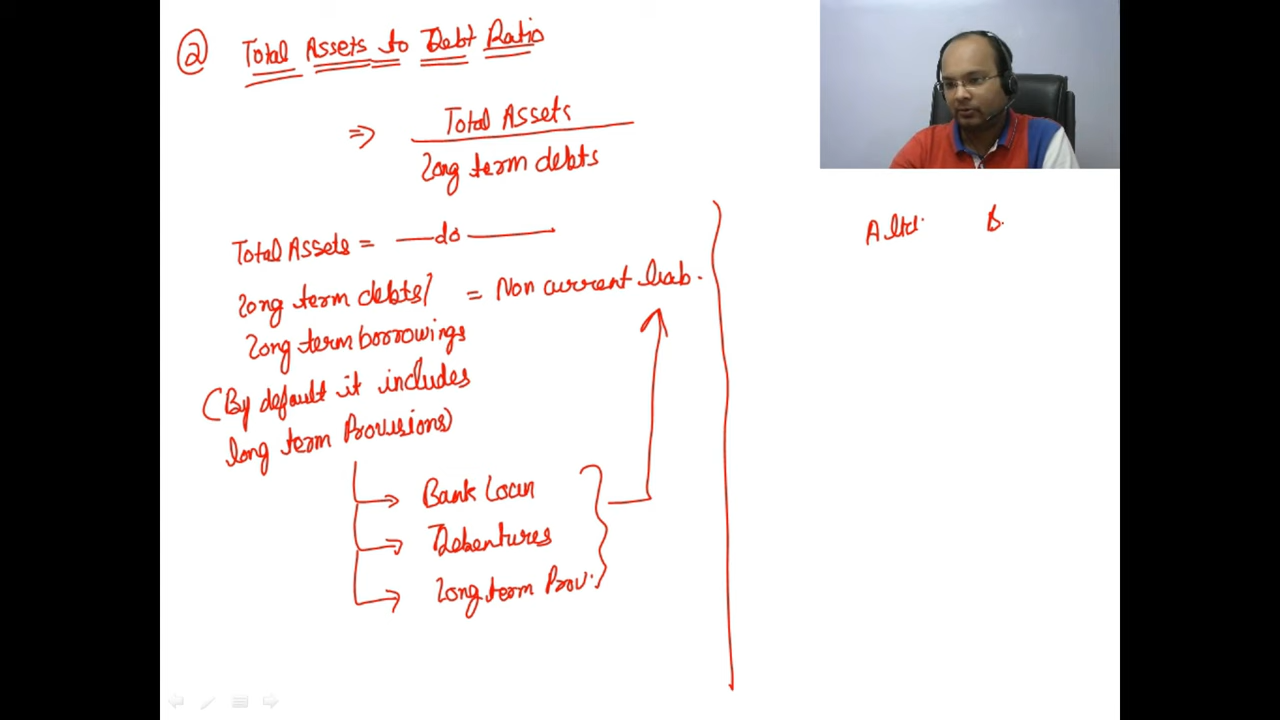 ② Total Assets to Debt Ratio
⇒ Total Assets
long term debts
Total Assets = — do —
long term debts/ = Non current liab.
long term borrowings
(By default it includes
long term Provisions)
→ Bank Loan
→ Debentures
→ long term Prov.
A ltd. B.